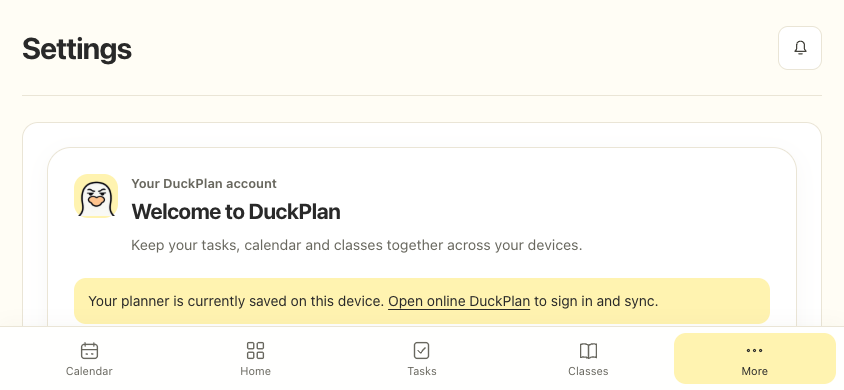 Settings
Your DuckPlan account
Welcome to DuckPlan
Keep your tasks, calendar and classes together across your devices.
Your planner is currently saved on this device. Open online DuckPlan to sign in and sync.
Calendar
Home
Tasks
Classes
More